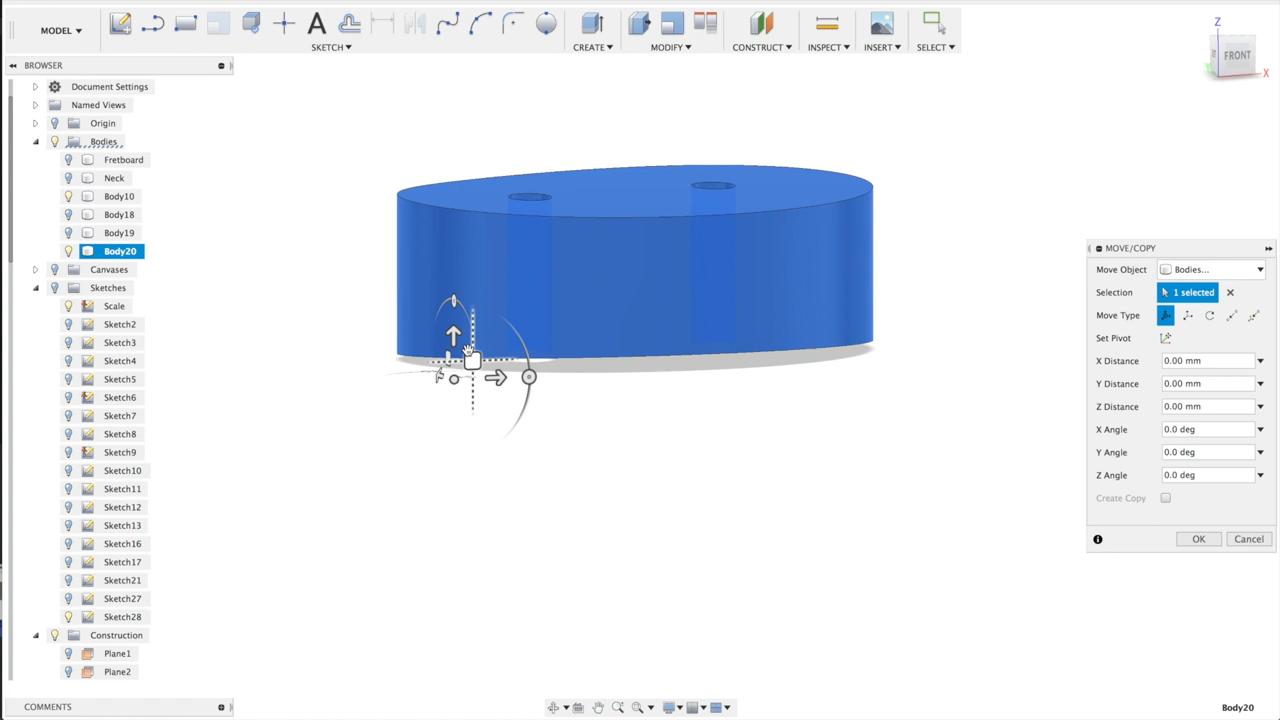 MODEL ▾
A
SKETCH ▾
CREATE ▾
MODIFY ▾
CONSTRUCT ▾
INSPECT ▾
INSERT ▾
SELECT ▾
Z
FRONT
X
BROWSER
Document Settings
Named Views
Origin
Bodies
Fretboard
Neck
Body10
Body18
Body19
Body20
Canvases
Sketches
Scale
Sketch2
Sketch3
Sketch4
Sketch5
Sketch6
Sketch7
Sketch8
Sketch9
Sketch10
Sketch11
Sketch12
Sketch13
Sketch16
Sketch17
Sketch21
Sketch27
Sketch28
Construction
Plane1
Plane2
COMMENTS
MOVE/COPY
Move Object Bodies...
Selection 1 selected
Move Type
Set Pivot
X Distance 0.00 mm
Y Distance 0.00 mm
Z Distance 0.00 mm
X Angle 0.0 deg
Y Angle 0.0 deg
Z Angle 0.0 deg
Create Copy
OK Cancel
Body20